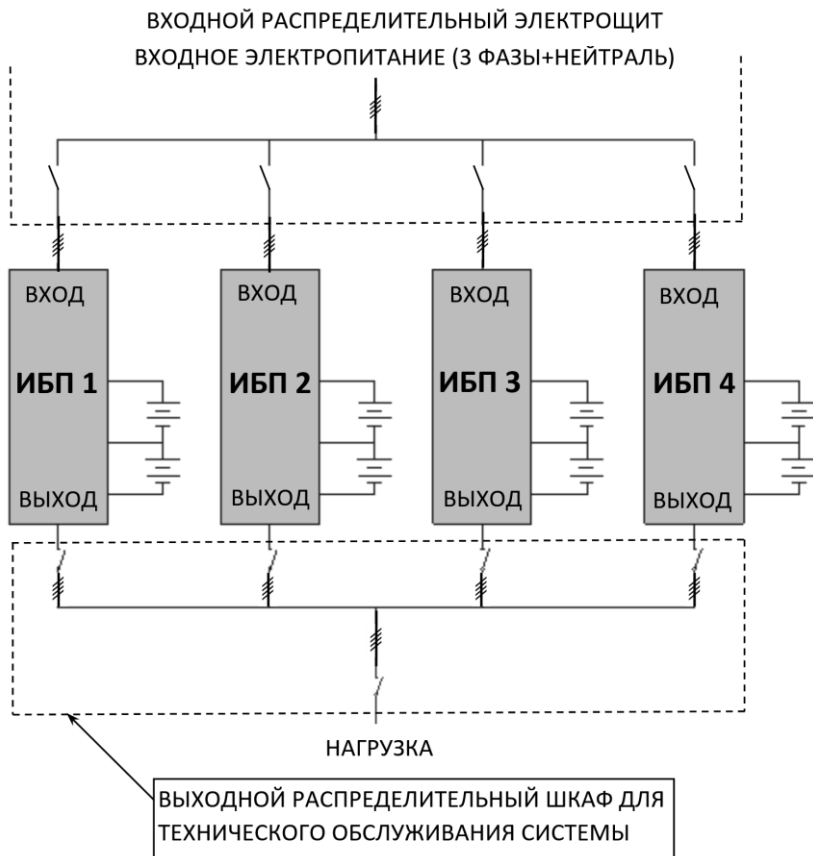 ВХОДНОЙ РАСПРЕДЕЛИТЕЛЬНЫЙ ЭЛЕКТРОЩИТ
ВХОДНОЕ ЭЛЕКТРОПИТАНИЕ (3 ФАЗЫ+НЕЙТРАЛЬ)
ВХОД
ВХОД
ВХОД
ВХОД
ИБП 1
ИБП 2
ИБП 3
ИБП 4
ВЫХОД
ВЫХОД
ВЫХОД
ВЫХОД
НАГРУЗКА
ВЫХОДНОЙ РАСПРЕДЕЛИТЕЛЬНЫЙ ШКАФ ДЛЯ
ТЕХНИЧЕСКОГО ОБСЛУЖИВАНИЯ СИСТЕМЫ